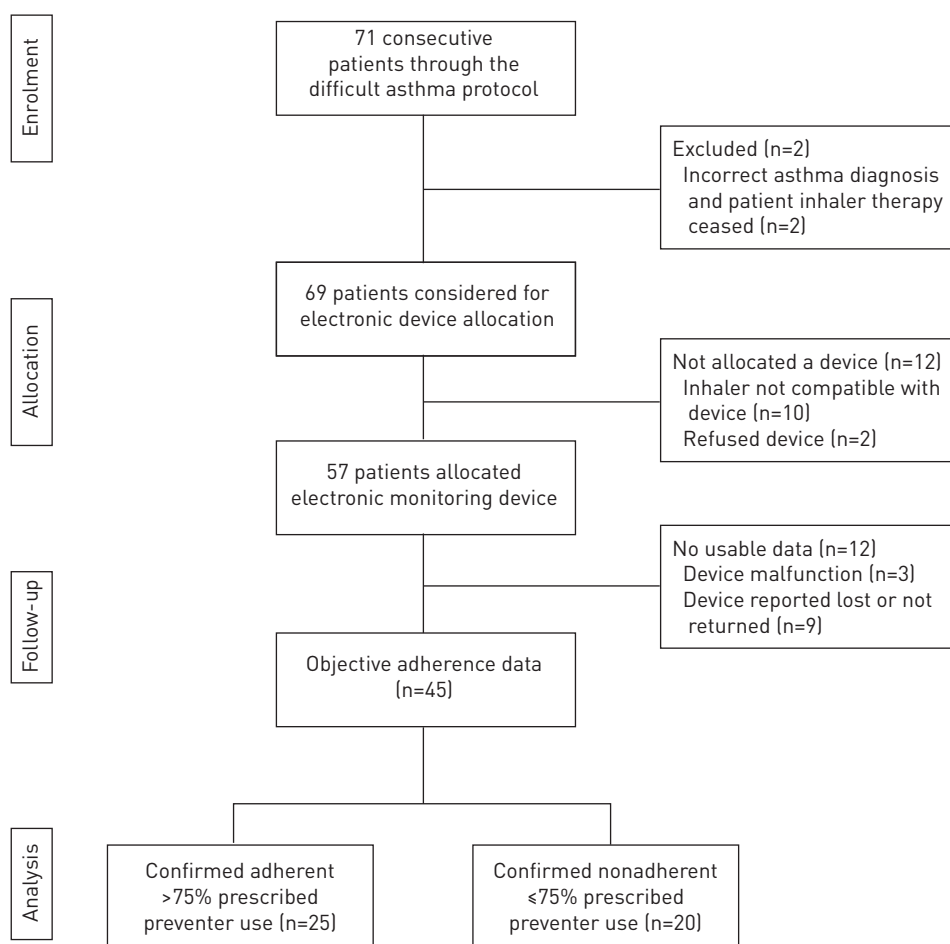 Enrolment
71 consecutive
patients through the
difficult asthma protocol
Excluded (n=2)
Incorrect asthma diagnosis
and patient inhaler therapy
ceased (n=2)
Allocation
69 patients considered for
electronic device allocation
Not allocated a device (n=12)
Inhaler not compatible with
device (n=10)
Refused device (n=2)
57 patients allocated
electronic monitoring device
Follow-up
No usable data (n=12)
Device malfunction (n=3)
Device reported lost or not
returned (n=9)
Objective adherence data
(n=45)
Analysis
Confirmed adherent
>75% prescribed
preventer use (n=25)
Confirmed nonadherent
⩽75% prescribed
preventer use (n=20)